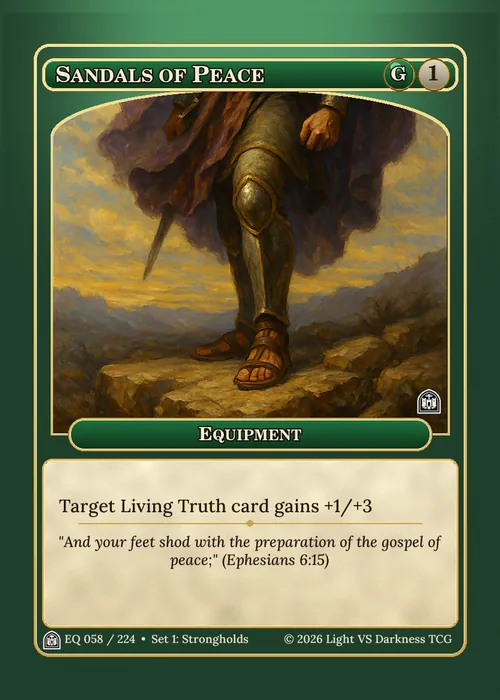 Sandals of Peace
G 1
Equipment
Target Living Truth card gains +1/+3
"And your feet shod with the preparation of the gospel of
peace;" (Ephesians 6:15)
EQ 058 / 224 • Set 1: Strongholds © 2026 Light VS Darkness TCG